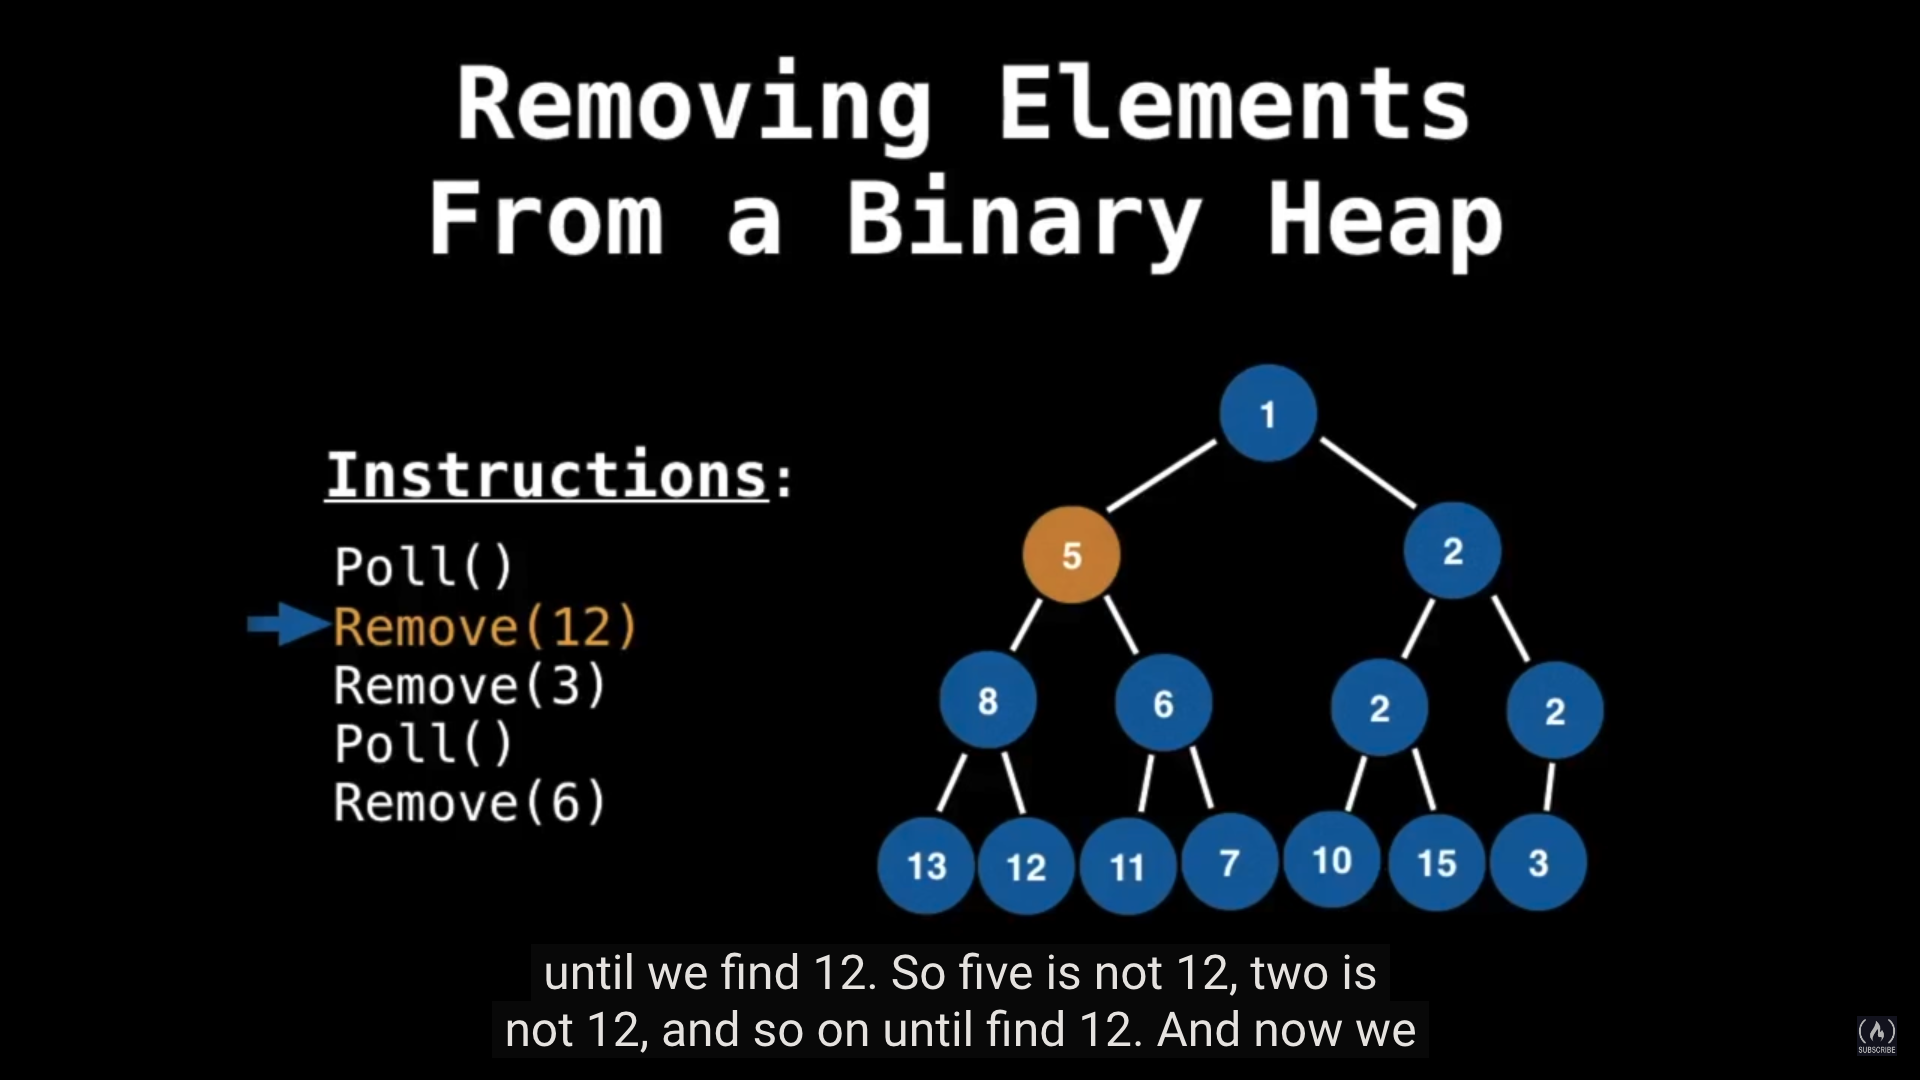 Removing Elements
From a Binary Heap
Instructions:
Poll()
Remove(12)
Remove(3)
Poll()
Remove(6)
1
5
2
8
6
2
2
13
12
11
7
10
15
3
until we find 12. So five is not 12, two is
not 12, and so on until find 12. And now we
SUBSCRIBE